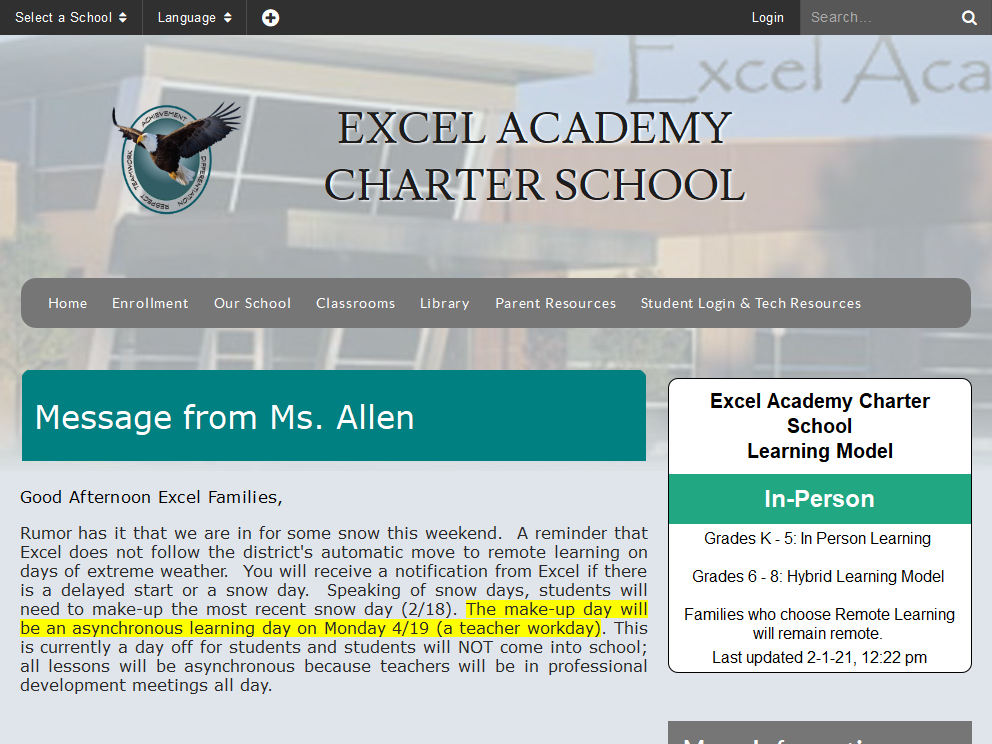 Select a School
Language
Login
Search...
Excel Aca
ACHIEVEMENT
DIFFERENTIATION
RESPECT
TEAMWORK
EXCEL ACADEMY
CHARTER SCHOOL
Home
Enrollment
Our School
Classrooms
Library
Parent Resources
Student Login & Tech Resources
Message from Ms. Allen
Good Afternoon Excel Families,
Rumor has it that we are in for some snow this weekend. A reminder that
Excel does not follow the district's automatic move to remote learning on
days of extreme weather. You will receive a notification from Excel if there
is a delayed start or a snow day. Speaking of snow days, students will
need to make-up the most recent snow day (2/18). The make-up day will
be an asynchronous learning day on Monday 4/19 (a teacher workday). This
is currently a day off for students and students will NOT come into school;
all lessons will be asynchronous because teachers will be in professional
development meetings all day.
Excel Academy Charter
School
Learning Model
In-Person
Grades K - 5: In Person Learning
Grades 6 - 8: Hybrid Learning Model
Families who choose Remote Learning
will remain remote.
Last updated 2-1-21, 12:22 pm